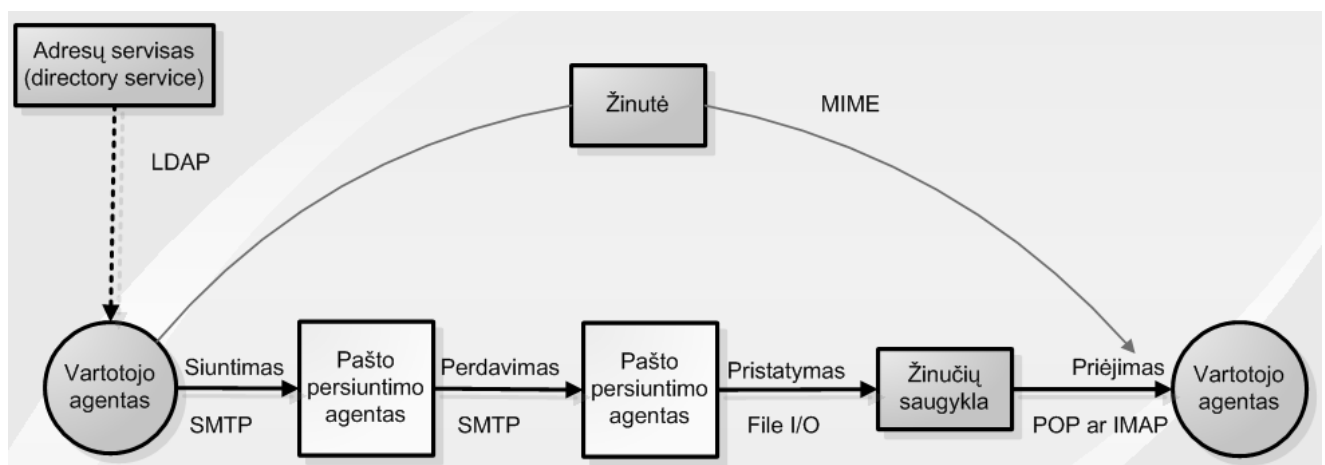 Adresų servisas
(directory service)
Žinutė
MIME
LDAP
Vartotojo
agentas
Siuntimas
SMTP
Pašto
persiuntimo
agentas
Perdavimas
SMTP
Pašto
persiuntimo
agentas
Pristatymas
File I/O
Žinučių
saugykla
Priėjimas
POP ar IMAP
Vartotojo
agentas